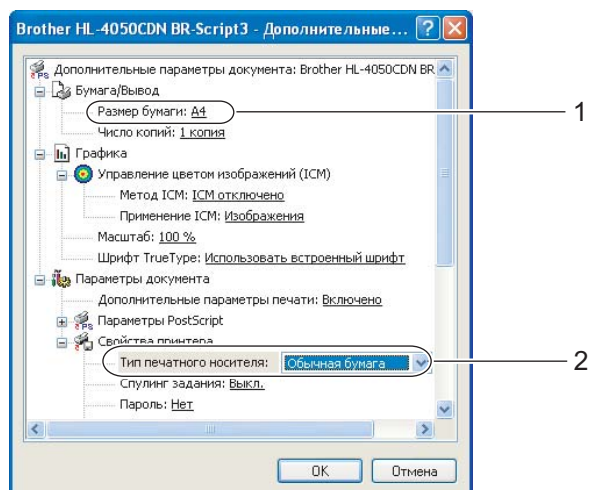 Brother HL-4050CDN BR-Script3 - Дополнительные...
Дополнительные параметры документа: Brother HL-4050CDN BR
Бумага/Вывод
Размер бумаги: A4
1
Число копий: 1 копия
Графика
Управление цветом изображений (ICM)
Метод ICM: ICM отключено
Применение ICM: Изображения
Масштаб: 100 %
Шрифт TrueType: Использовать встроенный шрифт
Параметры документа
Дополнительные параметры печати: Включено
Параметры PostScript
Свойства принтера
Тип печатного носителя: Обычная бумага
2
Спулинг задания: Выкл.
Пароль: Нет
OK Отмена